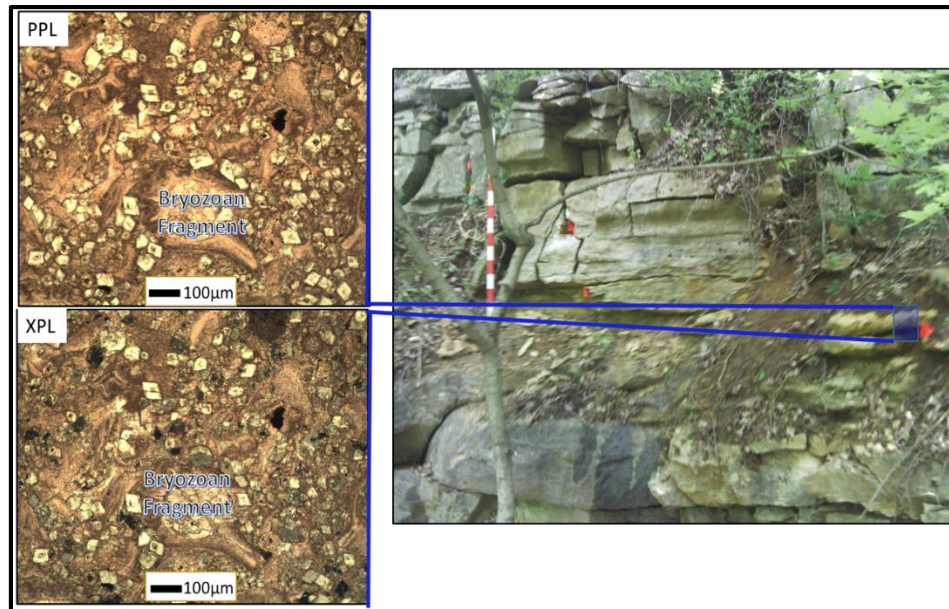 PPL
Bryozoan
Fragment
100µm
XPL
Bryozoan
Fragment
100µm